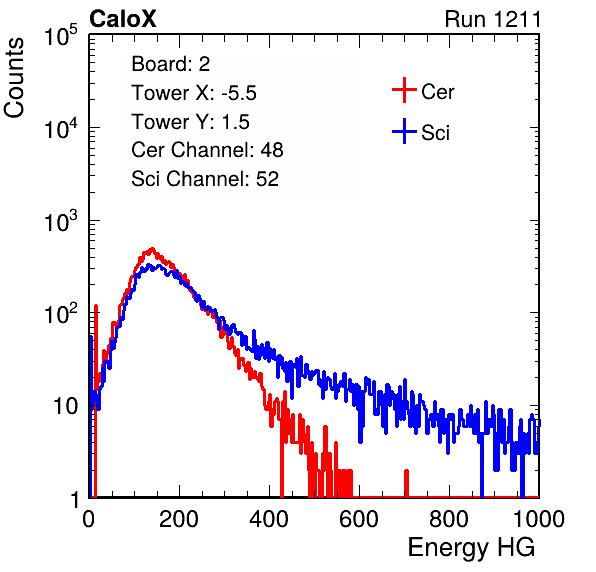 CaloX Run 1211
Counts
Board: 2
Tower X: -5.5
Tower Y: 1.5
Cer Channel: 48
Sci Channel: 52
Cer
Sci
10^5
10^4
10^3
10^2
10
1
0 200 400 600 800 1000
Energy HG